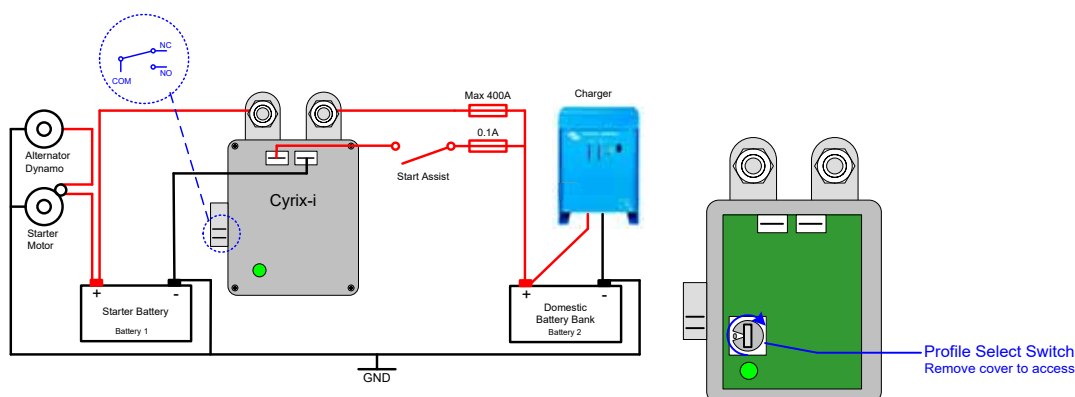 NC
NO
COM
Max 400A
Charger
0.1A
Alternator
Dynamo
Start Assist
Cyrix-i
Starter
Motor
+
-
Starter Battery
Battery 1
+
-
Domestic
Battery Bank
Battery 2
GND
0
Profile Select Switch
Remove cover to access